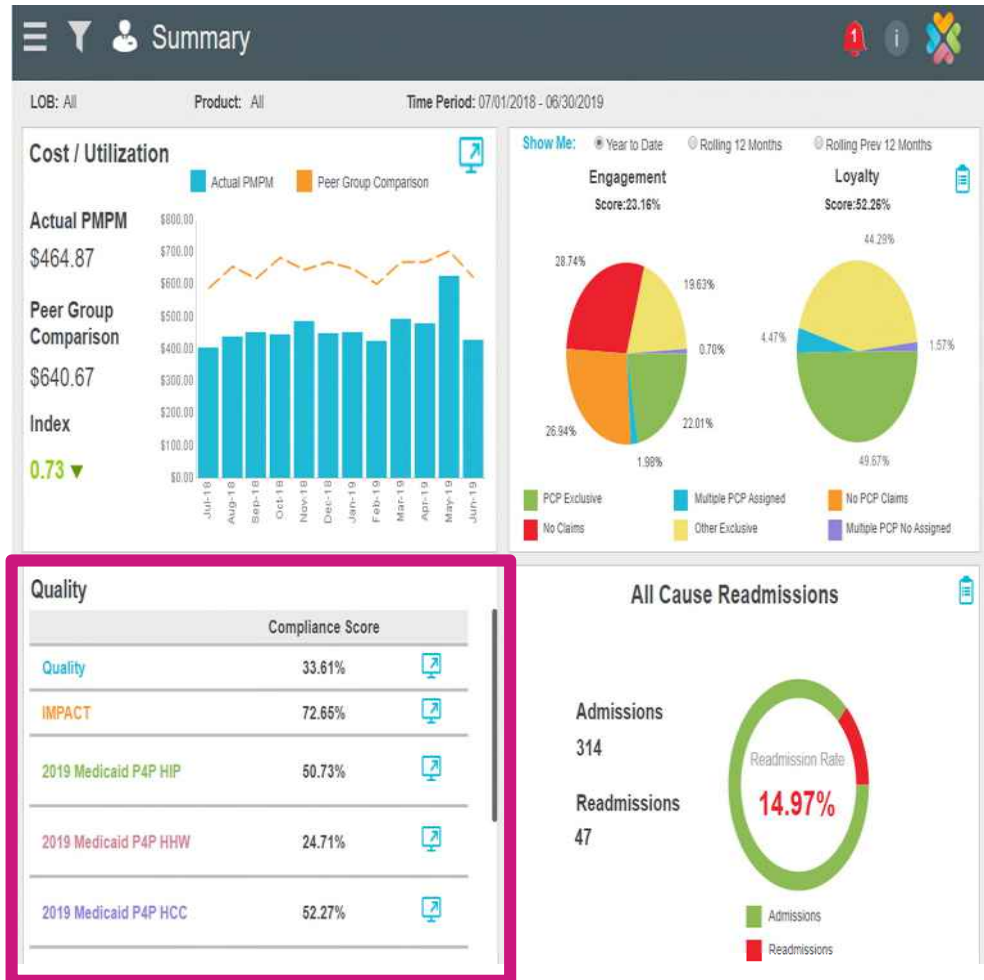 Summary
1
i
LOB: All Product: All Time Period: 07/01/2018 - 06/30/2019
Cost / Utilization
Actual PMPM Peer Group Comparison
Actual PMPM
$464.87
Peer Group
Comparison
$640.67
Index
0.73
$800.00
$700.00
$600.00
$500.00
$400.00
$300.00
$200.00
$100.00
$0.00
Jul-18 Aug-18 Sep-18 Oct-18 Nov-18 Dec-18 Jan-19 Feb-19 Mar-19 Apr-19 May-19 Jun-19
Show Me: Year to Date Rolling 12 Months Rolling Prev 12 Months
Engagement
Score:23.16%
28.74%
19.63%
0.70%
22.01%
1.98%
26.94%
Loyalty
Score:52.26%
44.29%
4.47%
1.57%
49.67%
PCP Exclusive Multiple PCP Assigned No PCP Claims
No Claims Other Exclusive Multiple PCP No Assigned
Quality
Compliance Score
Quality 33.61%
IMPACT 72.65%
2019 Medicaid P4P HIP 50.73%
2019 Medicaid P4P HHW 24.71%
2019 Medicaid P4P HCC 52.27%
All Cause Readmissions
Admissions
314
Readmissions
47
Readmission Rate
14.97%
Admissions
Readmissions